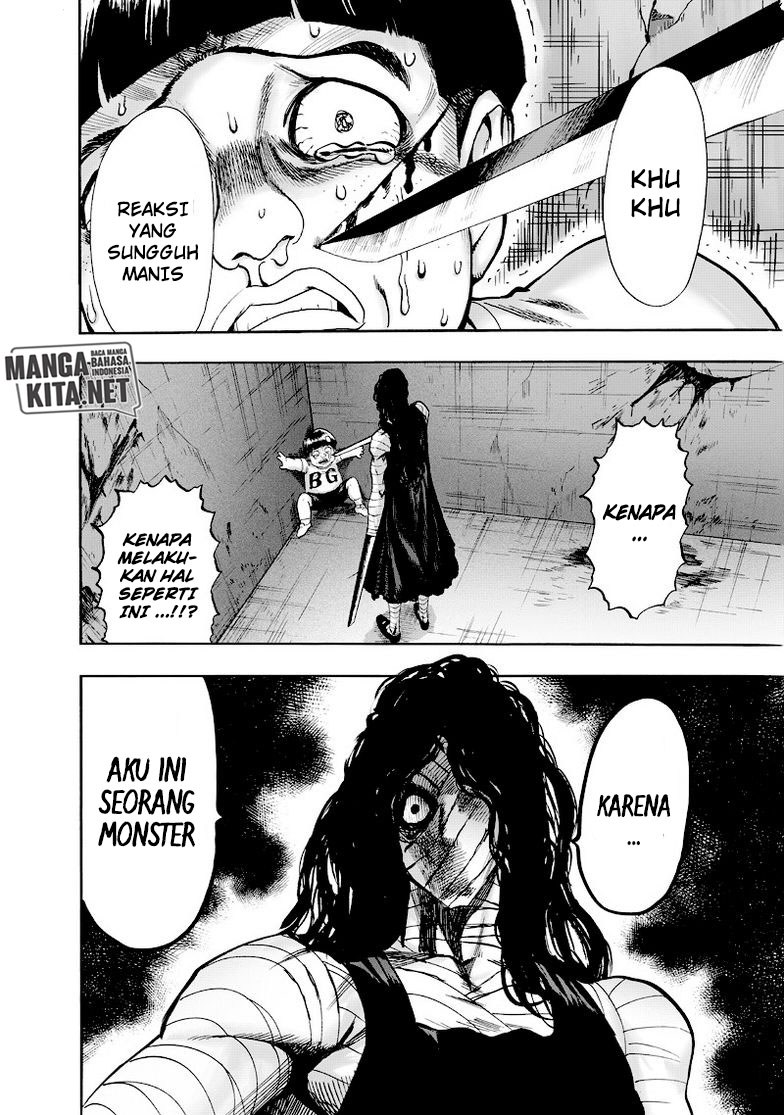 KHU
KHU
REAKSI
YANG
SUNGGUH
MANIS
MANGA
KITA.NET
BACA MANGA
BAHASA
INDONESIA
KENAPA
...
BG
KENAPA
MELAKU-
KAN HAL
SEPERTI
INI ...!!?
KARENA
...
AKU INI
SEORANG
MONSTER